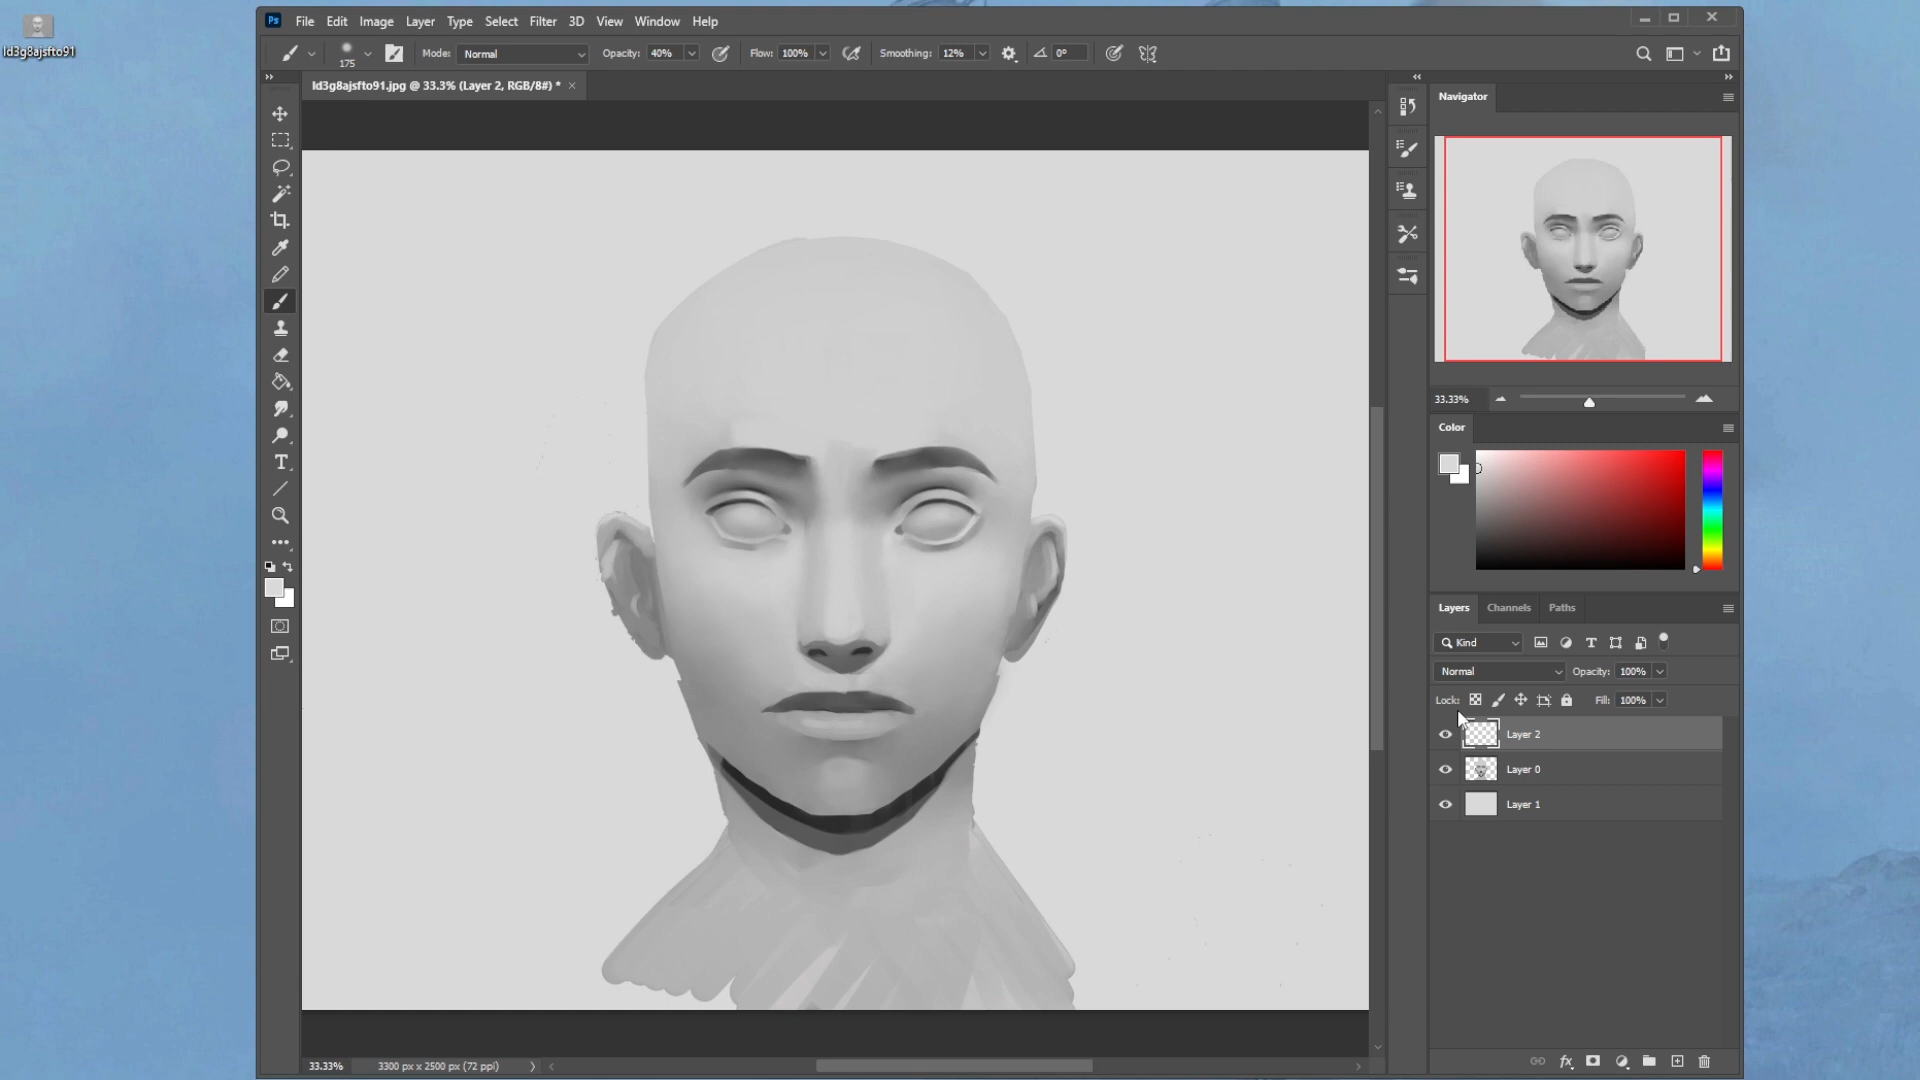 Ps File Edit Image Layer Type Select Filter 3D View Window Help
ld3g8ajsfto91
175 Mode: Normal Opacity: 40% Flow: 100% Smoothing: 12% 0°
ld3g8ajsfto91.jpg @ 33.3% (Layer 2, RGB/8#) *
Navigator
33.33%
Color
Layers Channels Paths
Kind
Normal Opacity: 100%
Lock: Fill: 100%
Layer 2
Layer 0
Layer 1
fx
33.33% 3300 px x 2500 px (72 ppi)